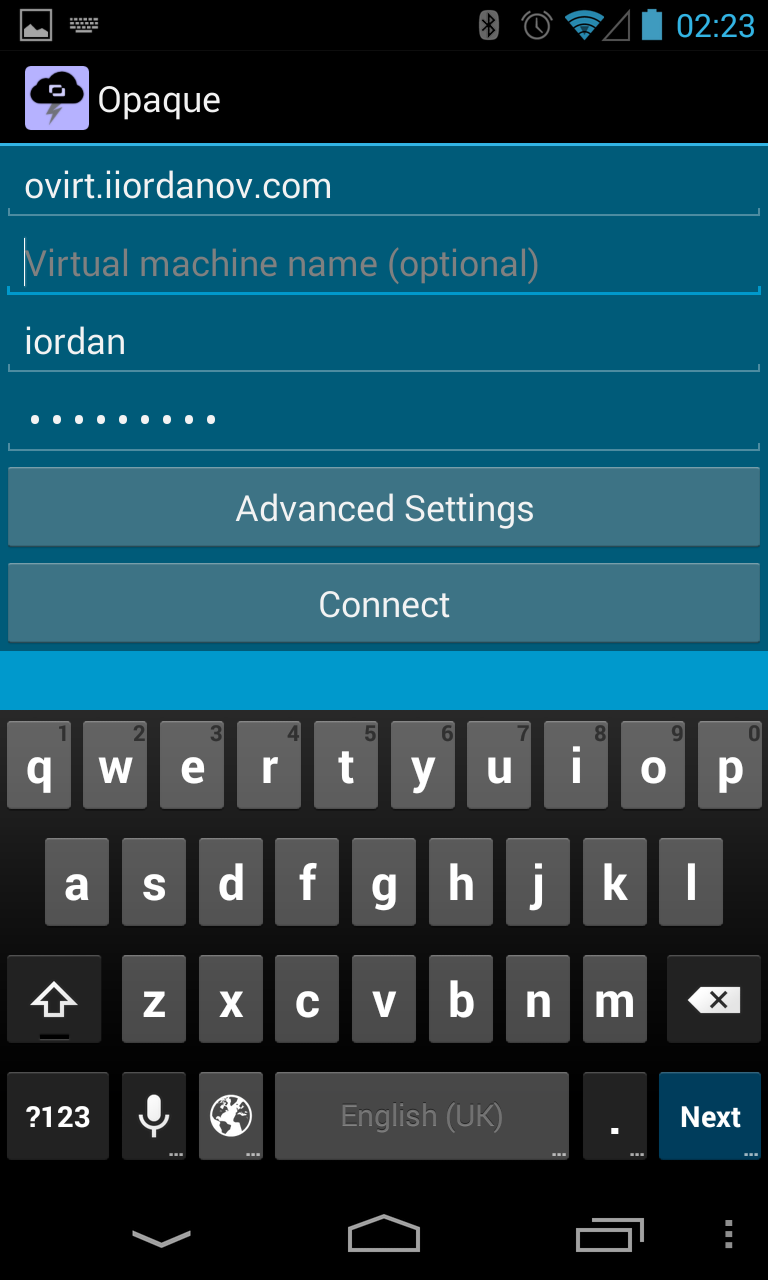 02:23
Opaque
ovirt.iiordanov.com
Virtual machine name (optional)
iordan
•••••••••
Advanced Settings
Connect
1 2 3 4 5 6 7 8 9 0
q w e r t y u i o p
a s d f g h j k l
z x c v b n m
?123 English (UK) . Next